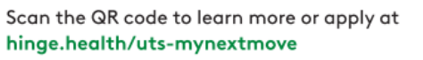 Scan the QR code to learn more or apply at
hinge.health/uts-mynextmove